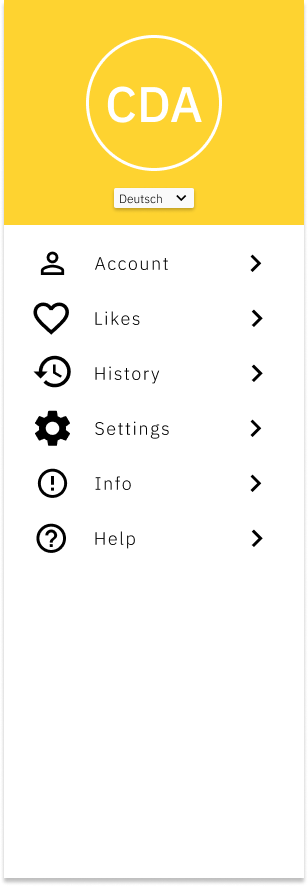 CDA
Deutsch
Account
Likes
History
Settings
Info
Help